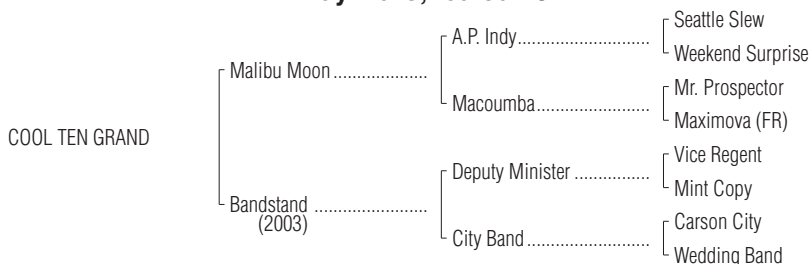 COOL TEN GRAND
Malibu Moon ......................
Bandstand ..........................
(2003)
A.P. Indy...............................
Macoumba..........................
Deputy Minister .................
City Band............................
Seattle Slew
Weekend Surprise
Mr. Prospector
Maximova (FR)
Vice Regent
Mint Copy
Carson City
Wedding Band